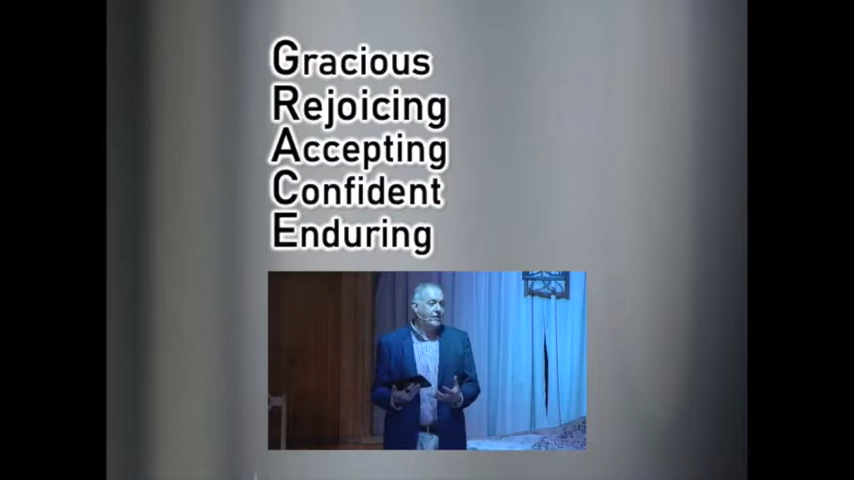 Gracious
Rejoicing
Accepting
Confident
Enduring